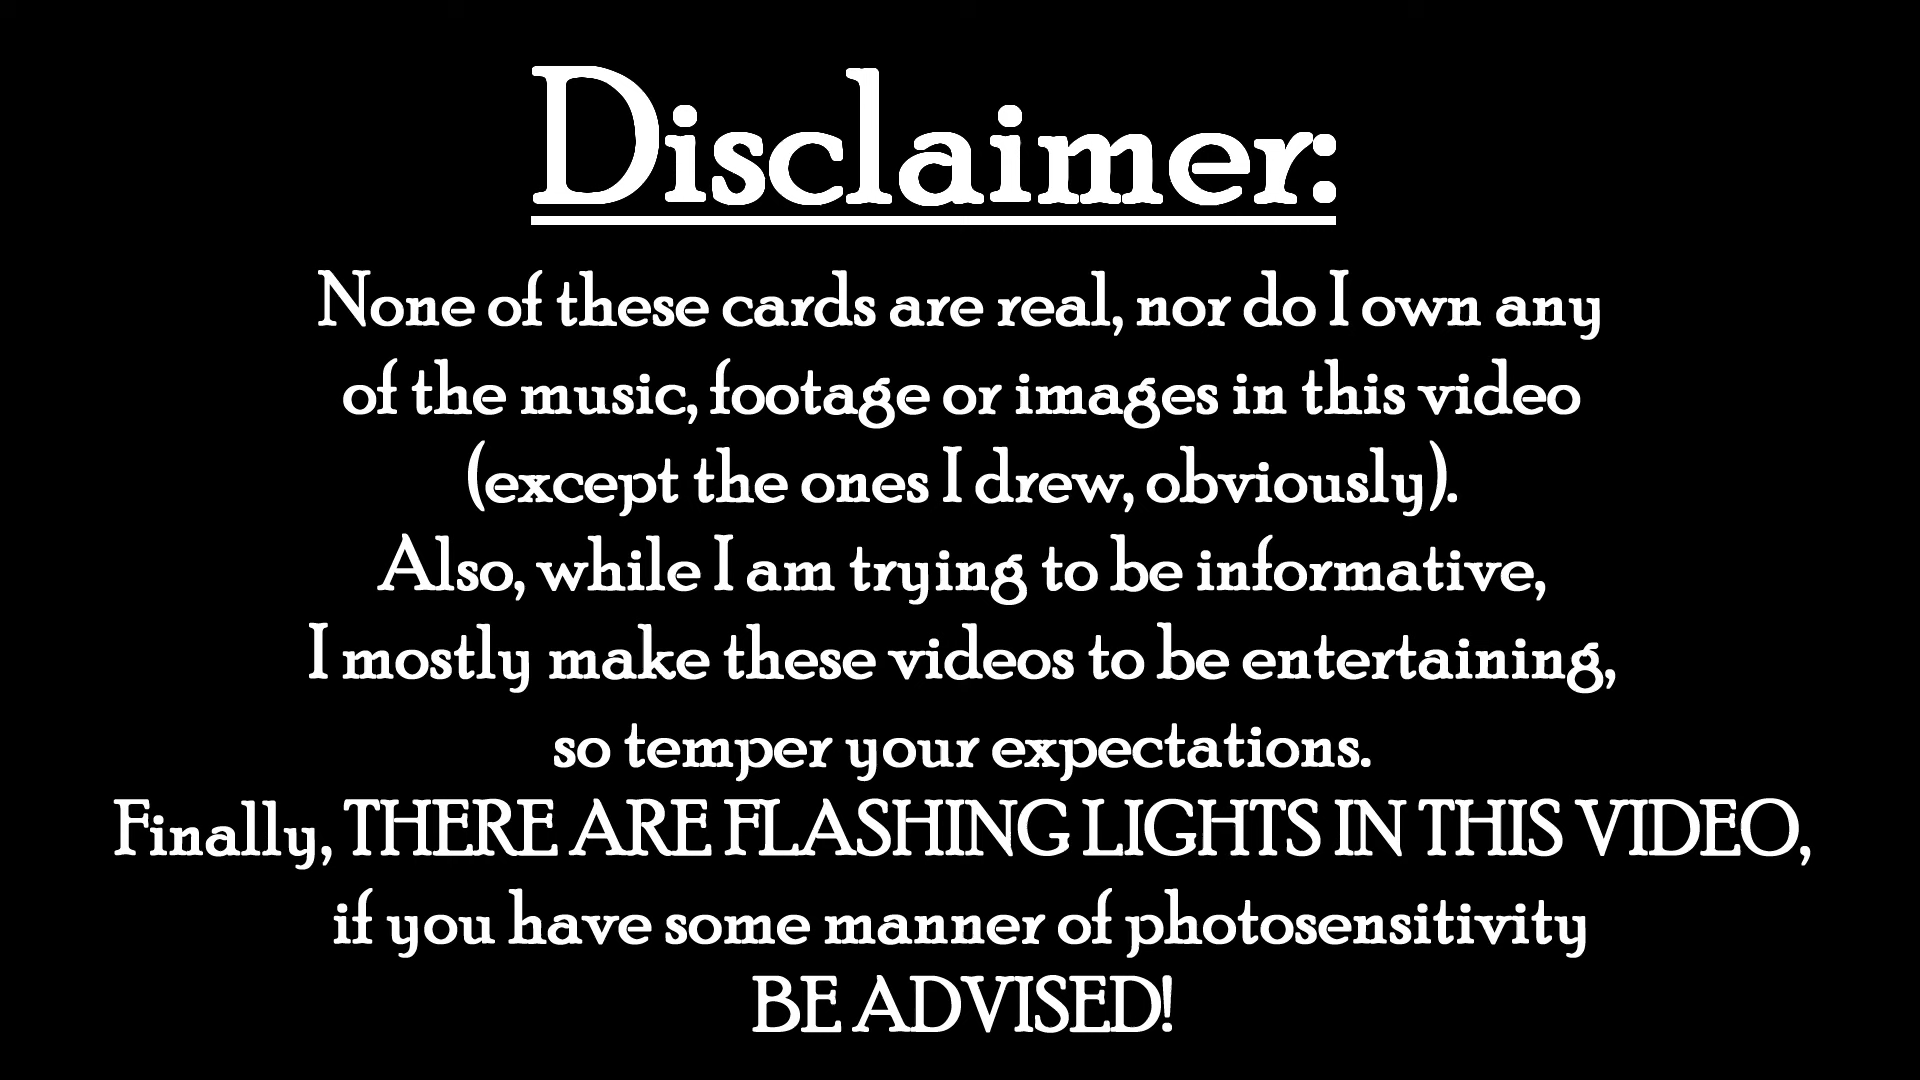 Disclaimer:
None of these cards are real, nor do I own any
of the music, footage or images in this video
(except the ones I drew, obviously).
Also, while I am trying to be informative,
I mostly make these videos to be entertaining,
so temper your expectations.
Finally, THERE ARE FLASHING LIGHTS IN THIS VIDEO,
if you have some manner of photosensitivity
BE ADVISED!